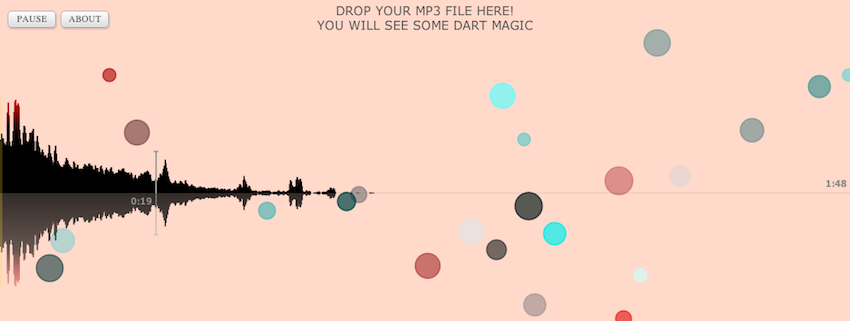 PAUSE ABOUT
DROP YOUR MP3 FILE HERE!
YOU WILL SEE SOME DART MAGIC
1:48
0:19